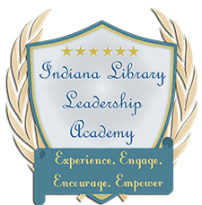 Indiana Library
Leadership
Academy
Experience. Engage.
Encourage. Empower